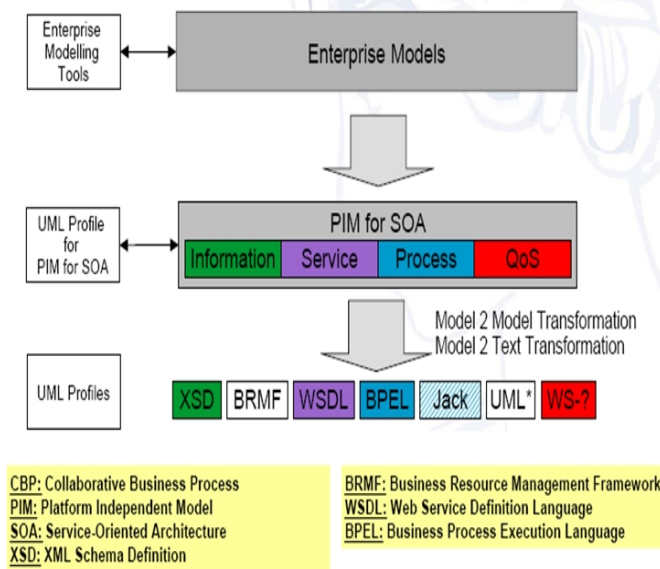 Enterprise
Modelling
Tools
Enterprise Models
UML Profile
for
PIM for SOA
PIM for SOA
Information Service Process QoS
Model 2 Model Transformation
Model 2 Text Transformation
UML Profiles
XSD BRMF WSDL BPEL Jack UML* WS-?
CBP: Collaborative Business Process
PIM: Platform Independent Model
SOA: Service-Oriented Architecture
XSD: XML Schema Definition
BRMF: Business Resource Management Framework
WSDL: Web Service Definition Language
BPEL: Business Process Execution Language